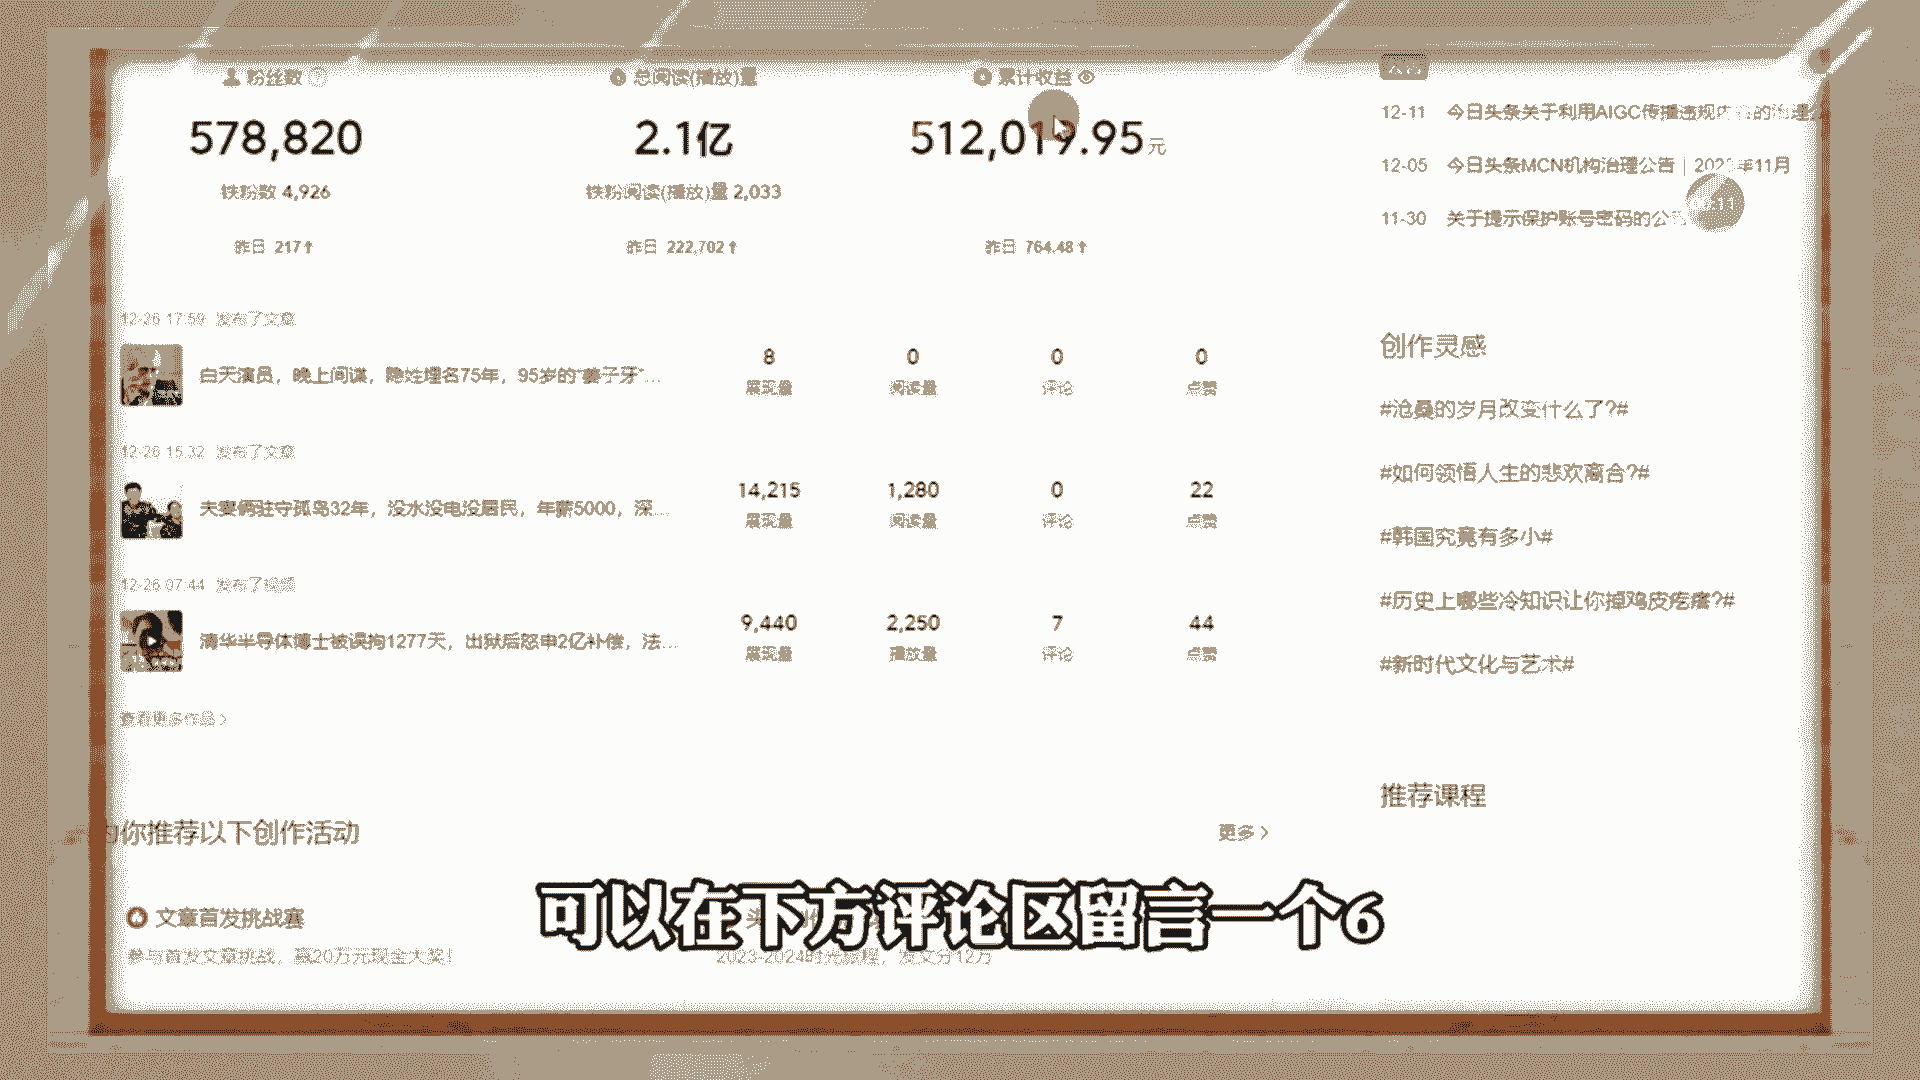 粉丝数
578,820
铁粉数 4,926
昨日 217↑
总阅读(播放)量
2.1亿
铁粉阅读(播放)量 2,033
昨日 222,702↑
累计收益
512,019.95元
昨日 764.48↑
12-11 今日头条关于利用AIGC传播违规内容的治理公
12-05 今日头条MCN机构治理公告 | 2023年11月
11-30 关于提示保护账号密码的公
12-26 17:59 发布了文章
白天演员，晚上间谍，隐姓埋名75年，95岁的“姜子牙”...
8 0 0 0
展现量 阅读量 评论 点赞
12-26 15:32 发布了文章
夫妻俩驻守孤岛32年，没水没电没居民，年薪5000，深...
14,215 1,280 0 22
展现量 阅读量 评论 点赞
12-26 07:44 发布了视频
清华半导体博士被误拘1277天，出狱后怒申2亿补偿，法...
9,440 2,250 7 44
展现量 播放量 评论 点赞
查看更多作品 >
创作灵感
#沧桑的岁月改变什么了?#
#如何领悟人生的悲欢离合?#
#韩国究竟有多小#
#历史上哪些冷知识让你掉鸡皮疙瘩?#
#新时代文化与艺术#
推荐课程
你推荐以下创作活动
更多 >
文章首发挑战赛
参与首发文章挑战，赢20万元现金大奖！
2023-2024时光旅程，发文分12万
可以在下方评论区留言一个6